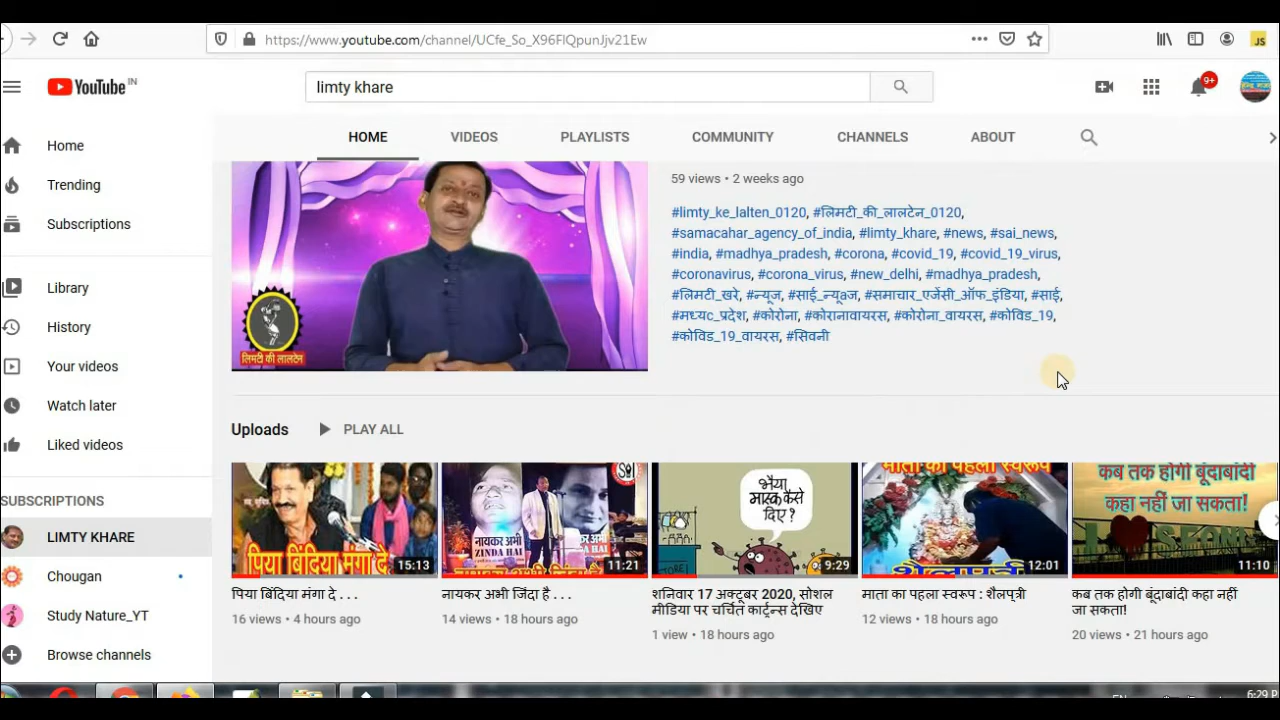 https://www.youtube.com/channel/UCfe_So_X96FlQpunJjv21Ew
JS
YouTube IN
limty khare
9+
HOME VIDEOS PLAYLISTS COMMUNITY CHANNELS ABOUT
Home
Trending
Subscriptions
Library
History
Your videos
Watch later
Liked videos
SUBSCRIPTIONS
LIMTY KHARE
Chougan
Study Nature_YT
Browse channels
लिमटी की लालटेन
59 views • 2 weeks ago
#limty_ke_lalten_0120, #लिमटी_की_लालटेन_0120,
#samacahar_agency_of_india, #limty_khare, #news, #sai_news,
#india, #madhya_pradesh, #corona, #covid_19, #covid_19_virus,
#coronavirus, #corona_virus, #new_delhi, #madhya_pradesh,
#लिमटी_खरे, #न्यूज, #साई_न्यूaज, #समाचार_एजेंसी_ऑफ_इंडिया, #साई,
#मध्यc_प्रदेश, #कोरोना, #कोरानावायरस, #कोरोना_वायरस, #कोविड_19,
#कोविड_19_वायरस, #सिवनी
Uploads PLAY ALL
पिया बिंदिया मंगा दे
15:13
नायकर अभी
ZINDA HAI
11:21
भैया
मास्क कैसे
दिए?
9:29
माता का पहला स्वरूप
शैलपुत्री
12:01
कब तक होगी बूंदाबांदी
कहा नहीं जा सकता!
11:10
पिया बिंदिया मंगा दे . . .
16 views • 4 hours ago
नायकर अभी जिंदा है . . .
14 views • 18 hours ago
शनिवार 17 अक्टूबर 2020, सोशल
मीडिया पर चर्चित कार्ट्रन्स देखिए
1 view • 18 hours ago
माता का पहला स्वरूप : शैलपुत्री
12 views • 18 hours ago
कब तक होगी बूंदाबांदी कहा नहीं
जा सकता!
20 views • 21 hours ago
6:29 P